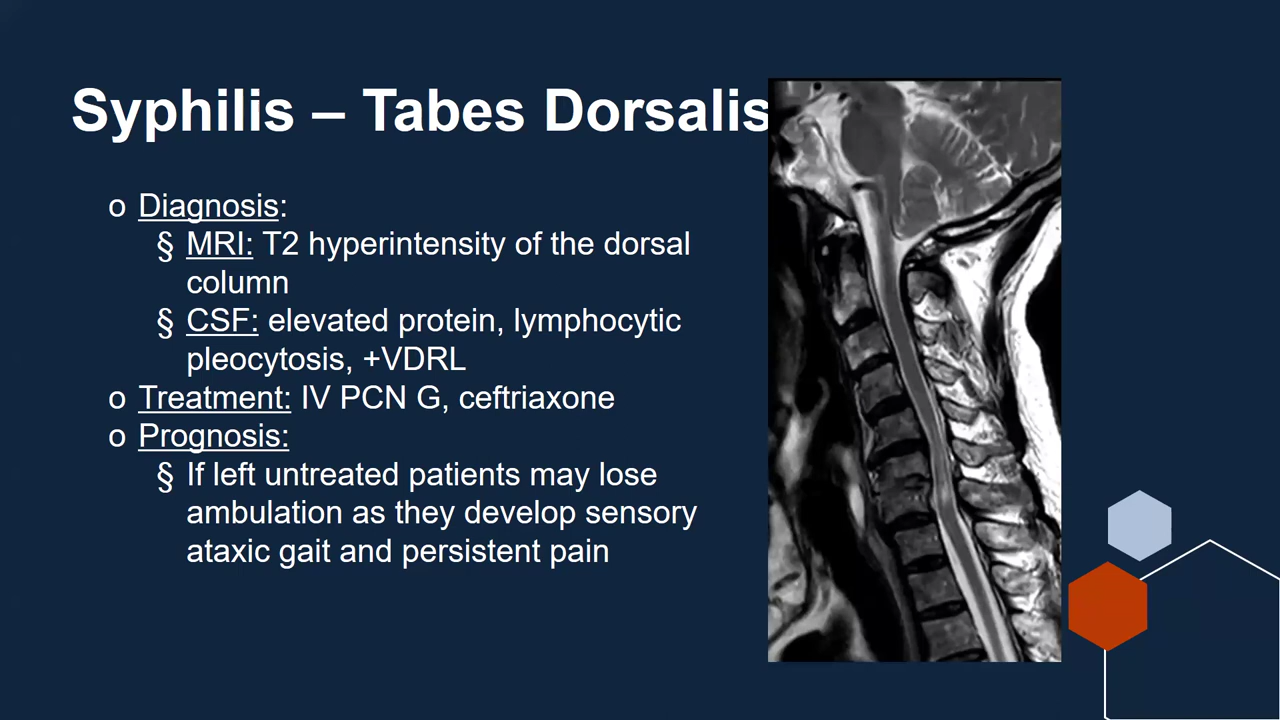 Syphilis – Tabes Dorsalis
o Diagnosis:
§ MRI: T2 hyperintensity of the dorsal
column
§ CSF: elevated protein, lymphocytic
pleocytosis, +VDRL
o Treatment: IV PCN G, ceftriaxone
o Prognosis:
§ If left untreated patients may lose
ambulation as they develop sensory
ataxic gait and persistent pain